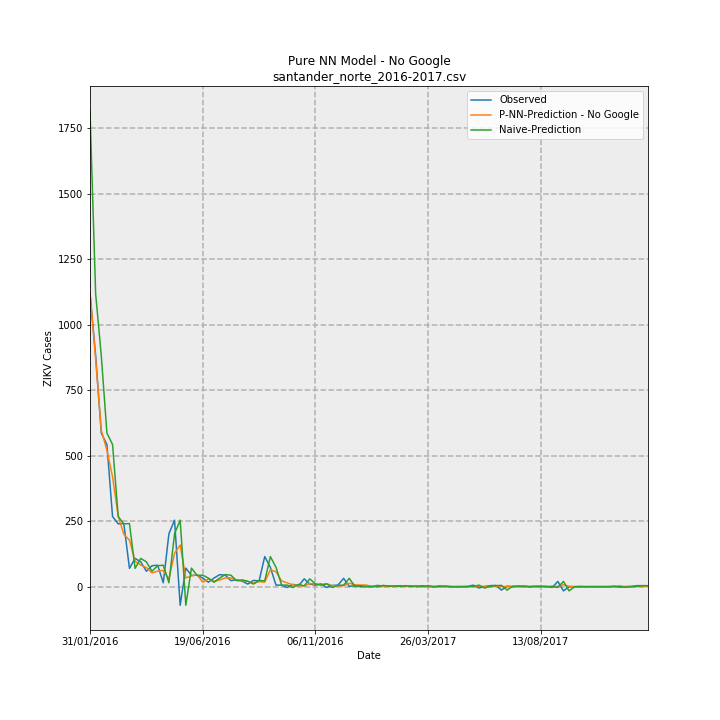 Pure NN Model - No Google
santander_norte_2016-2017.csv
Observed
P-NN-Prediction - No Google
Naive-Prediction
ZIKV Cases
1750
1500
1250
1000
750
500
250
0
31/01/2016
19/06/2016
06/11/2016
26/03/2017
13/08/2017
Date